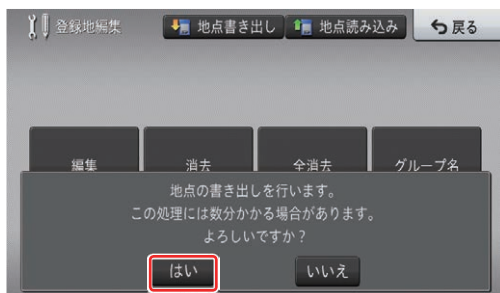 登録地編集
地点書き出し
地点読み込み
戻る
編集
消去
全消去
グループ名
地点の書き出しを行います。
この処理には数分かかる場合があります。
よろしいですか？
はい
いいえ